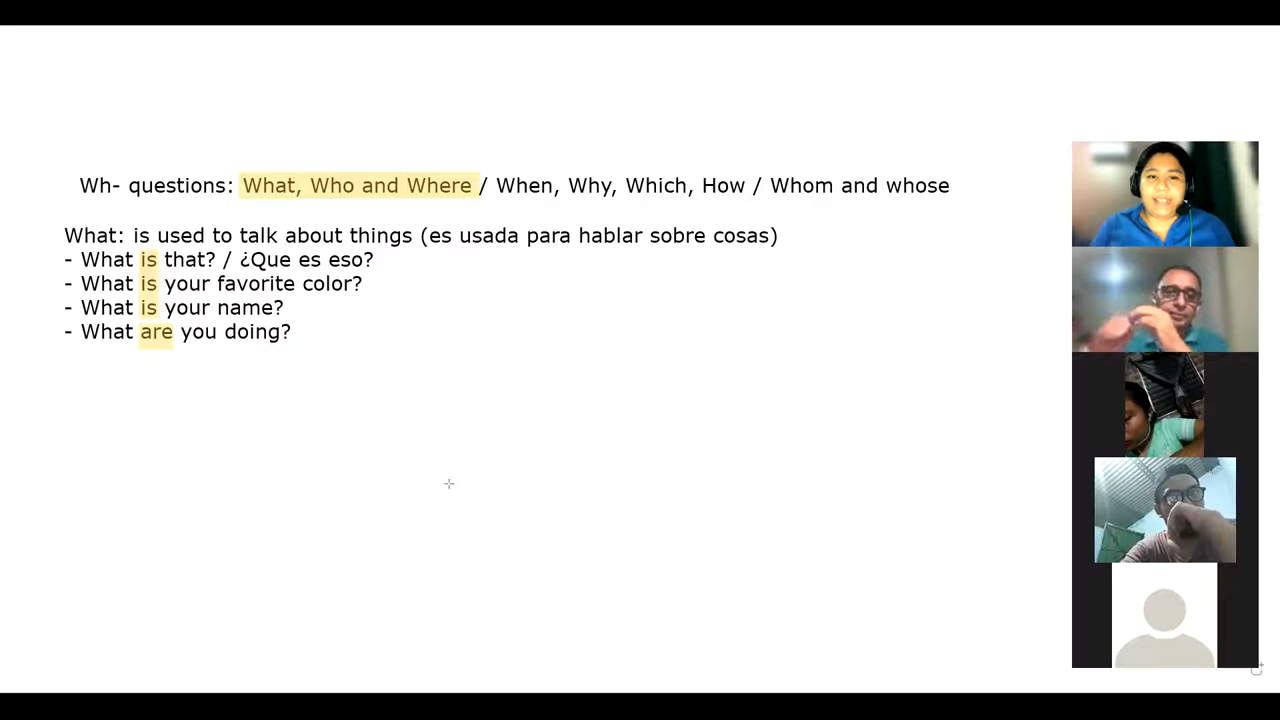 Wh- questions: What, Who and Where / When, Why, Which, How / Whom and whose
What: is used to talk about things (es usada para hablar sobre cosas)
- What is that? / ¿Que es eso?
- What is your favorite color?
- What is your name?
- What are you doing?